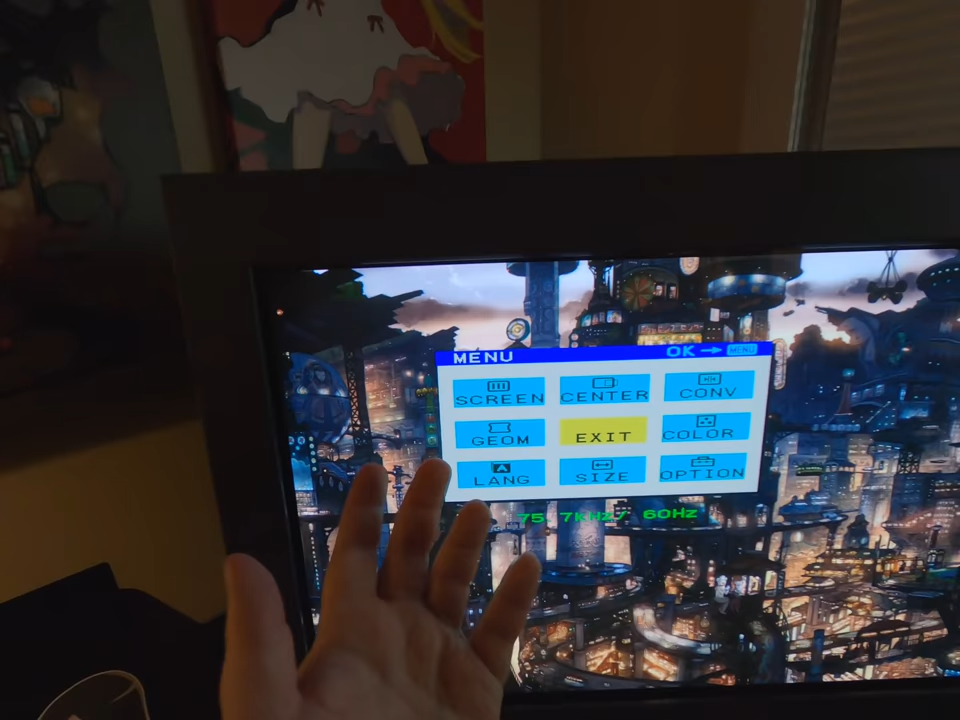 MENU OK → MENU
SCREEN CENTER CONV
GEOM EXIT COLOR
LANG SIZE OPTION
75.7kHz/ 60Hz